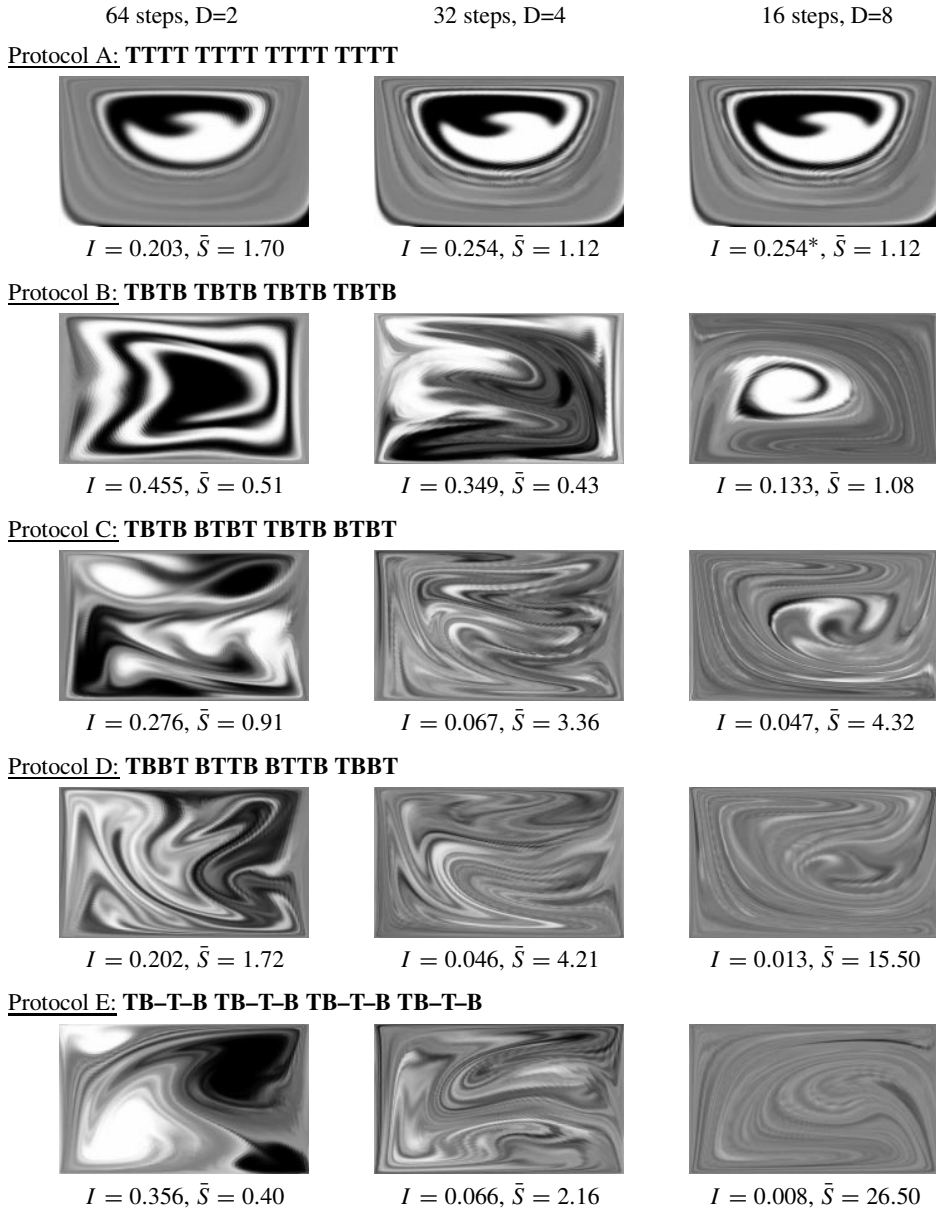 64 steps, D=2 32 steps, D=4 16 steps, D=8
Protocol A: TTTT TTTT TTTT TTTT
I = 0.203, S̄ = 1.70 I = 0.254, S̄ = 1.12 I = 0.254*, S̄ = 1.12
Protocol B: TBTB TBTB TBTB TBTB
I = 0.455, S̄ = 0.51 I = 0.349, S̄ = 0.43 I = 0.133, S̄ = 1.08
Protocol C: TBTB BTBT TBTB BTBT
I = 0.276, S̄ = 0.91 I = 0.067, S̄ = 3.36 I = 0.047, S̄ = 4.32
Protocol D: TBBT BTTB BTTB TBBT
I = 0.202, S̄ = 1.72 I = 0.046, S̄ = 4.21 I = 0.013, S̄ = 15.50
Protocol E: TB–T–B TB–T–B TB–T–B TB–T–B
I = 0.356, S̄ = 0.40 I = 0.066, S̄ = 2.16 I = 0.008, S̄ = 26.50